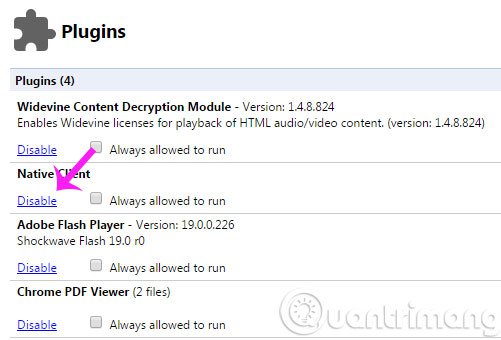 Plugins
Plugins (4)
Widevine Content Decryption Module - Version: 1.4.8.824
Enables Widevine licenses for playback of HTML audio/video content. (version: 1.4.8.824)
Disable Always allowed to run
Native Client
Disable Always allowed to run
Adobe Flash Player - Version: 19.0.0.226
Shockwave Flash 19.0 r0
Disable Always allowed to run
Chrome PDF Viewer (2 files)
Disable Always allowed to run
Quantrimang